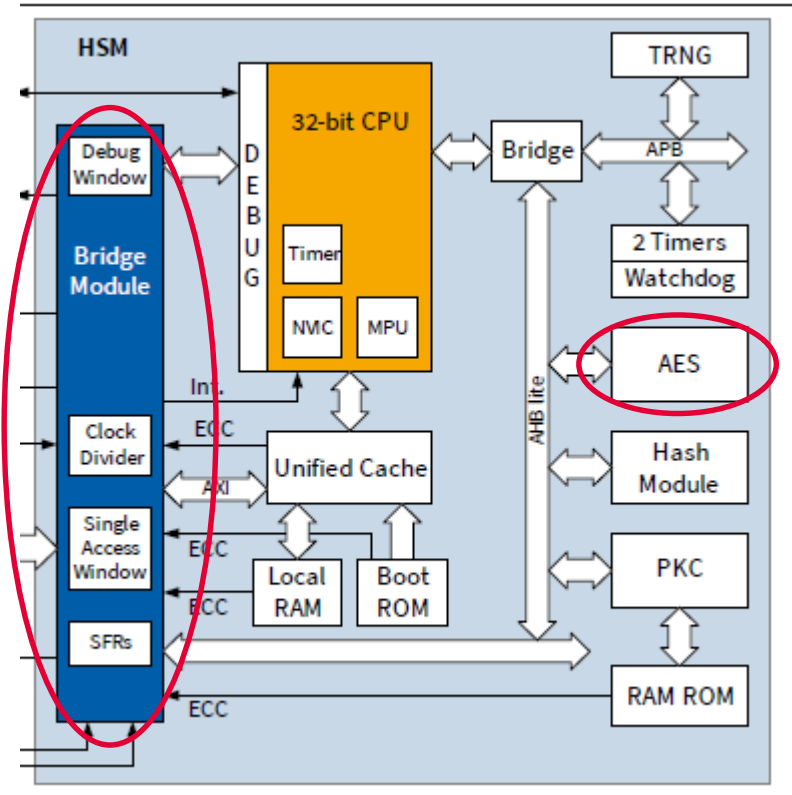 HSM
TRNG
32-bit CPU
Debug
Window
D
E
B
U
G
Bridge
APB
Bridge
Module
Timer
2 Timers
Watchdog
NVIC
MPU
AES
Int.
AHB lite
Clock
Divider
ECC
Unified Cache
Hash
Module
AXI
Single
Access
Window
ECC
Local
RAM
Boot
ROM
PKC
ECC
SFRs
RAM ROM
ECC